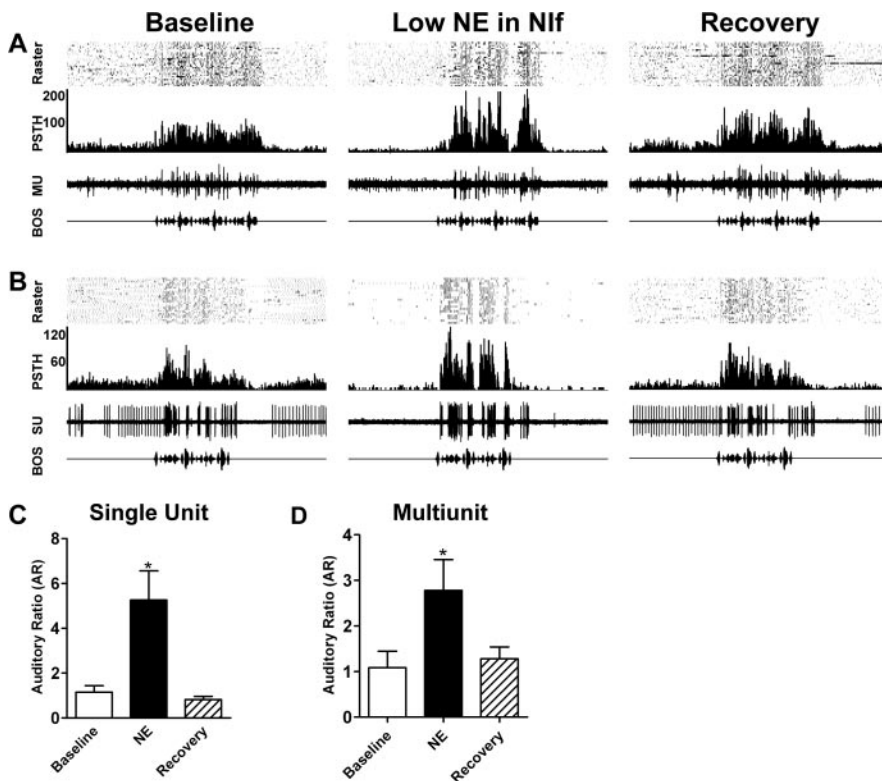 Baseline Low NE in NIf Recovery
A
Raster
200
100
PSTH
MU
BOS
B
Raster
120
60
PSTH
SU
BOS
C Single Unit
Auditory Ratio (AR)
8
6
4
2
0
*
Baseline
NE
Recovery
D Multiunit
Auditory Ratio (AR)
4
3
2
1
0
*
Baseline
NE
Recovery